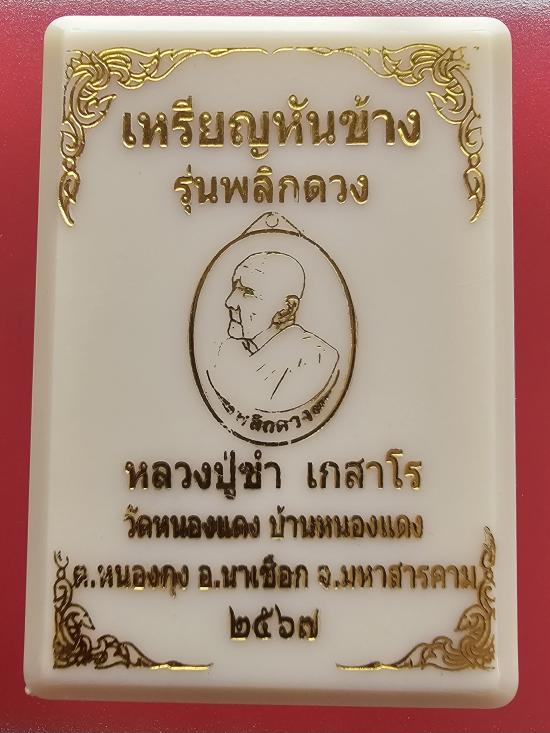 เหรียญหันข้าง
รุ่นพลิกดวง
พลิกดวง
หลวงปู่ขำ เกสาโร
วัดหนองแดง บ้านหนองแดง
ต.หนองกุง อ.นาเชือก จ.มหาสารคาม
๒๕๖๗